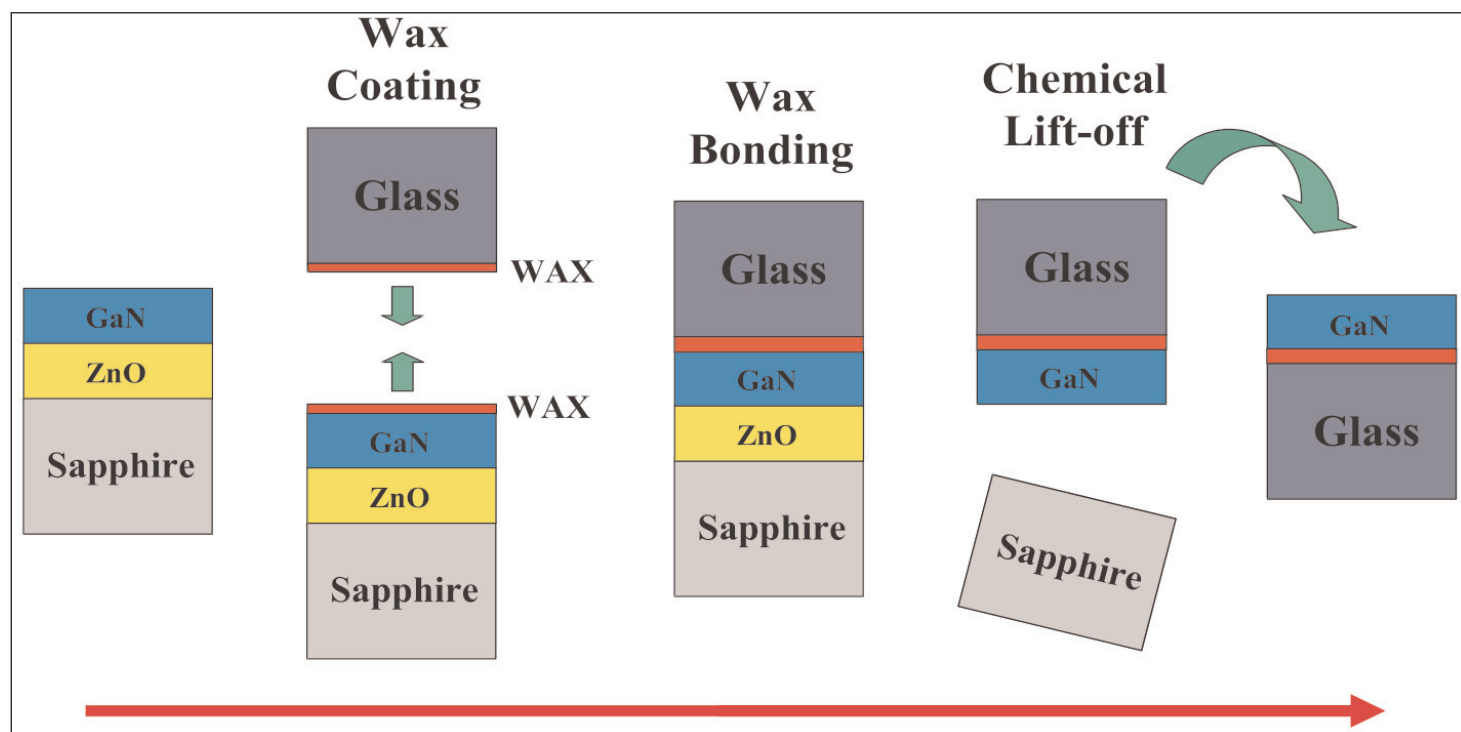 GaN
ZnO
Sapphire
Wax
Coating
Glass
WAX
WAX
GaN
ZnO
Sapphire
Wax
Bonding
Glass
GaN
ZnO
Sapphire
Chemical
Lift-off
Glass
GaN
Sapphire
GaN
Glass